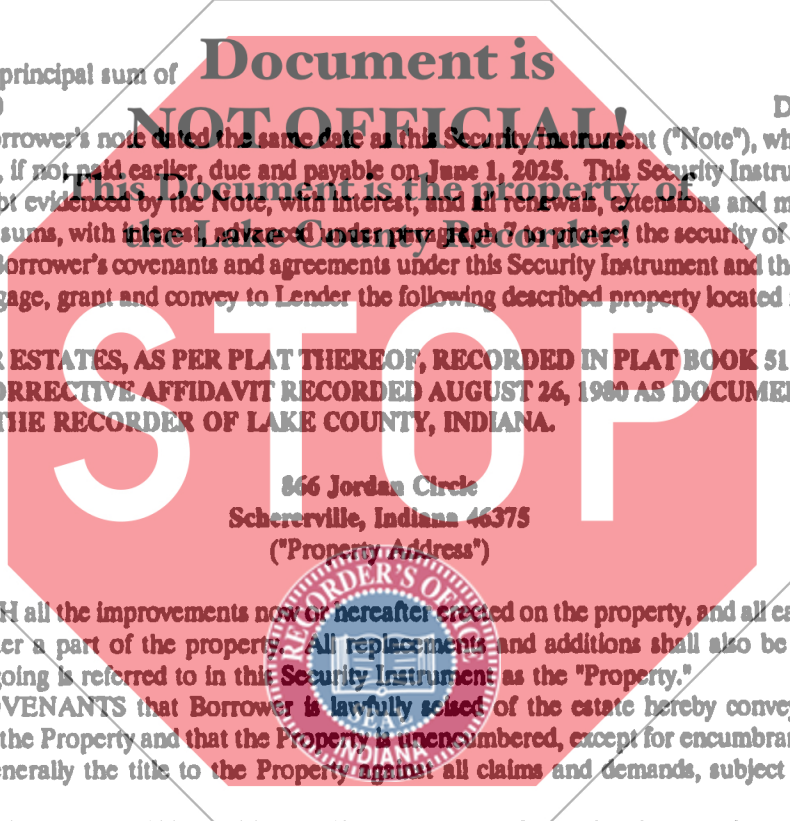 Document is
NOT OFFICIAL!
This Document is the property of
the Lake County Recorder!
STOP
principal sum of
orrower's note dated the same date as this Security Instrument ("Note"), wh
, if not paid earlier, due and payable on June 1, 2025. This Security Instru
bt evidenced by the Note, with interest, and all renewals, extensions and m
sums, with interest, advanced under paragraph 7 to protect the security of
Borrower's covenants and agreements under this Security Instrument and the
gage, grant and convey to Lender the following described property located
R ESTATES, AS PER PLAT THEREOF, RECORDED IN PLAT BOOK 51
ORRECTIVE AFFIDAVIT RECORDED AUGUST 26, 1980 AS DOCUME
THE RECORDER OF LAKE COUNTY, INDIANA.
866 Jordan Circle
Schererville, Indiana 46375
("Property Address")
H all the improvements now or hereafter erected on the property, and all ea
er a part of the property. All replacements and additions shall also be
going is referred to in this Security Instrument as the "Property."
OVENANTS that Borrower is lawfully seised of the estate hereby convey
the Property and that the Property is unencumbered, except for encumbra
enerally the title to the Property against all claims and demands, subject
RECORDER'S OFFICE
SEAL
INDIANA